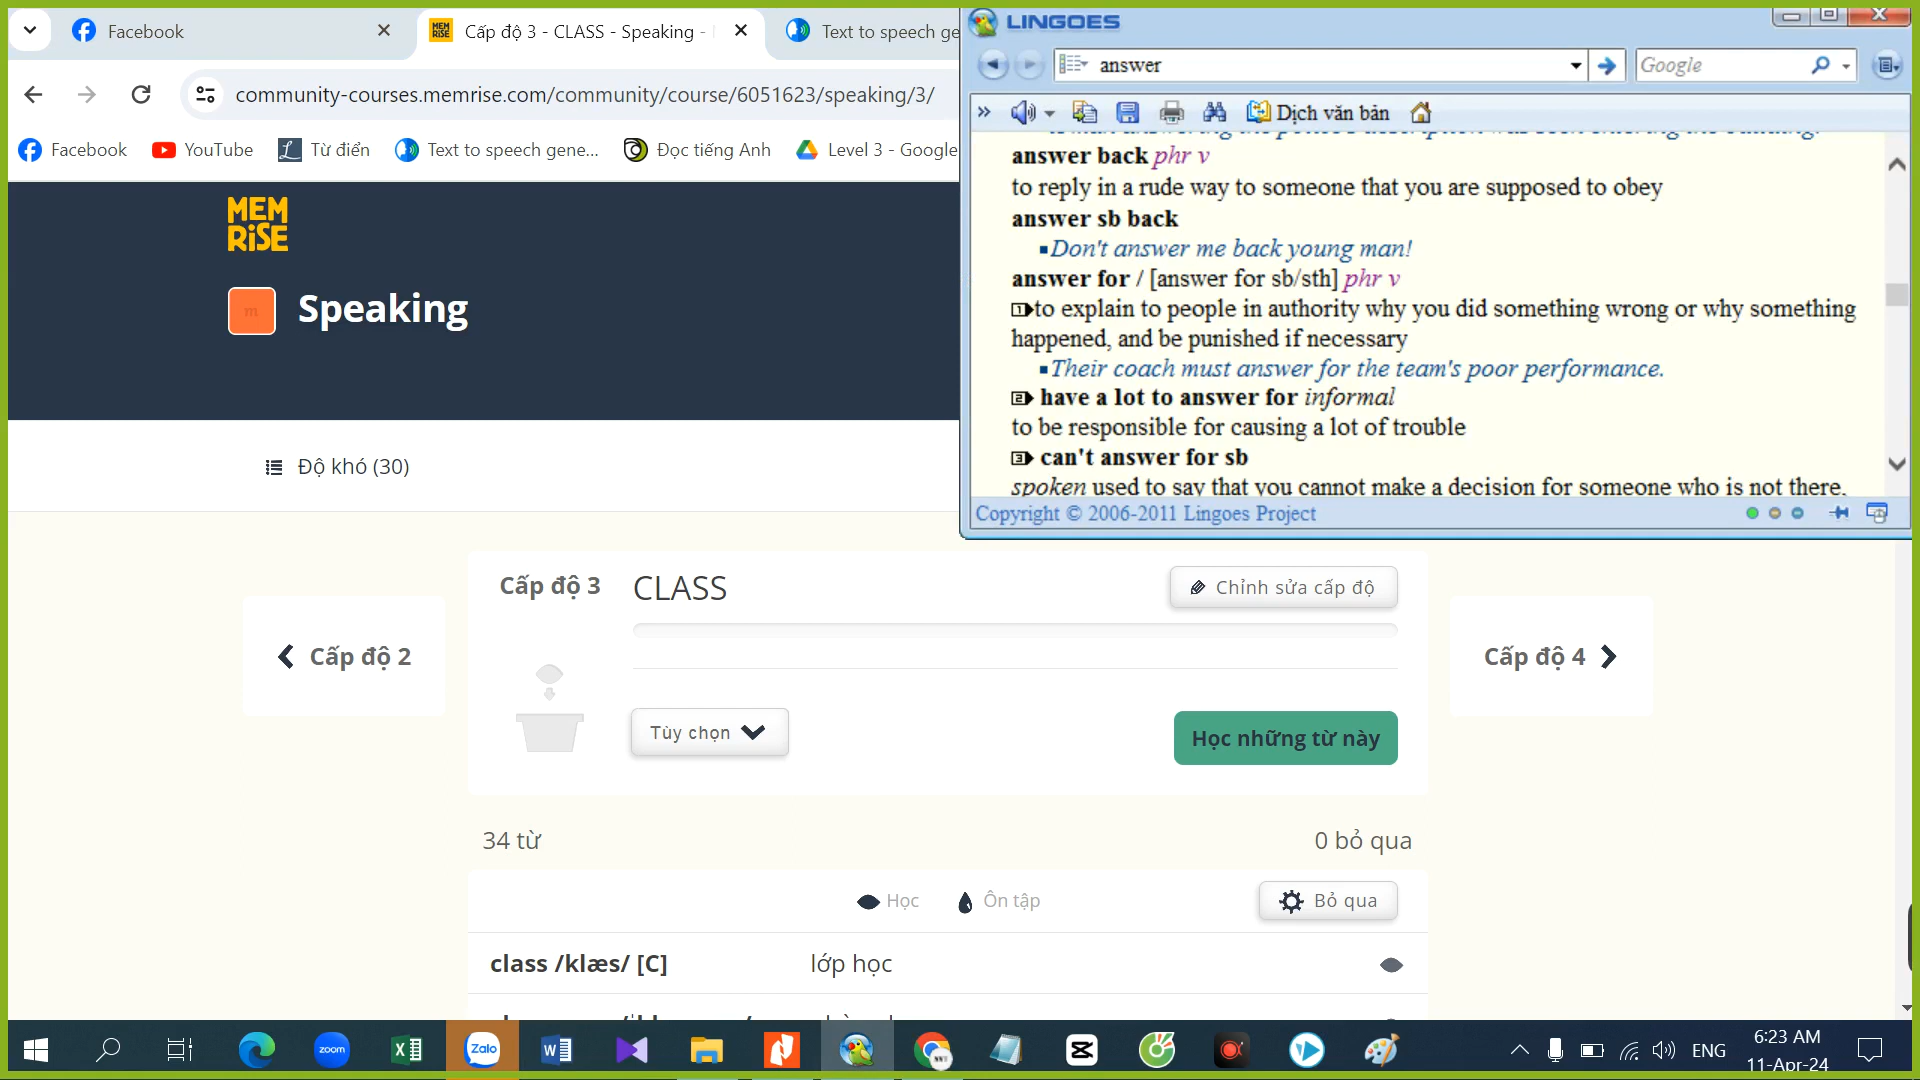 Facebook
Cấp độ 3 - CLASS - Speaking -
Text to speech ge
community-courses.memrise.com/community/course/6051623/speaking/3/
Facebook
YouTube
Từ điển
Text to speech gene...
Đọc tiếng Anh
Level 3 - Google
MEM
RiSE
m
Speaking
Độ khó (30)
LINGOES
answer
Google
Dịch văn bản
answer back phr v
to reply in a rude way to someone that you are supposed to obey
answer sb back
Don't answer me back young man!
answer for / [answer for sb/sth] phr v
1 to explain to people in authority why you did something wrong or why something
happened, and be punished if necessary
Their coach must answer for the team's poor performance.
2 have a lot to answer for informal
to be responsible for causing a lot of trouble
3 can't answer for sb
spoken used to say that you cannot make a decision for someone who is not there,
Copyright © 2006-2011 Lingoes Project
Cấp độ 2
Cấp độ 3
CLASS
Chỉnh sửa cấp độ
Cấp độ 4
Tùy chọn
Học những từ này
34 từ
0 bỏ qua
Học
Ôn tập
Bỏ qua
class /klæs/ [C]
lớp học
zoom
Zalo
ENG
6:23 AM
11-Apr-24